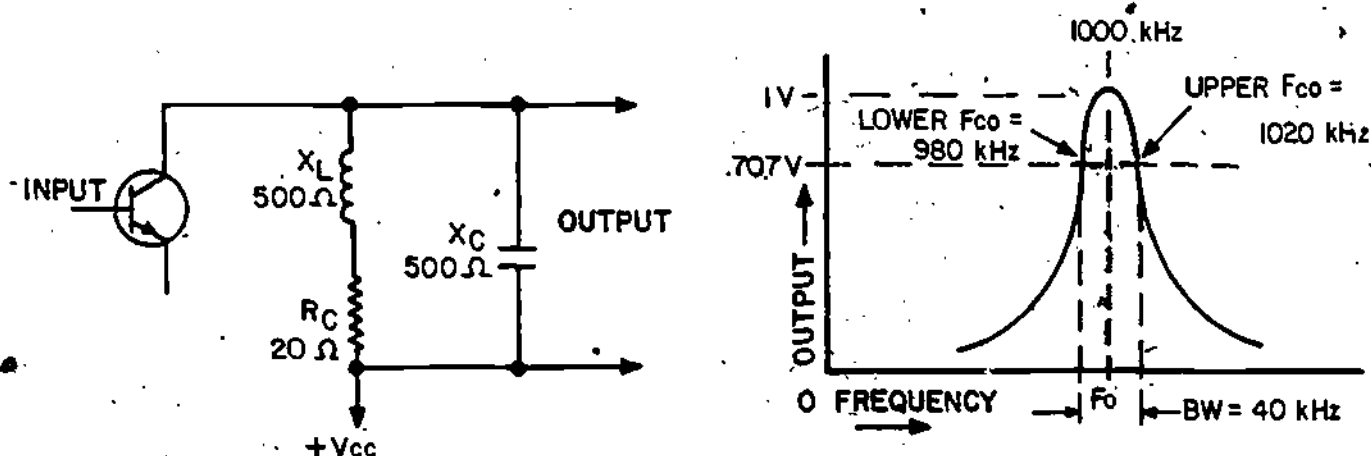 INPUT
XL
500Ω
RC
20Ω
+Vcc
XC
500Ω
OUTPUT
1000 kHz
1V
LOWER Fco =
980 kHz
UPPER Fco =
1020 kHz
.707V
OUTPUT
0 FREQUENCY
Fo
BW = 40 kHz